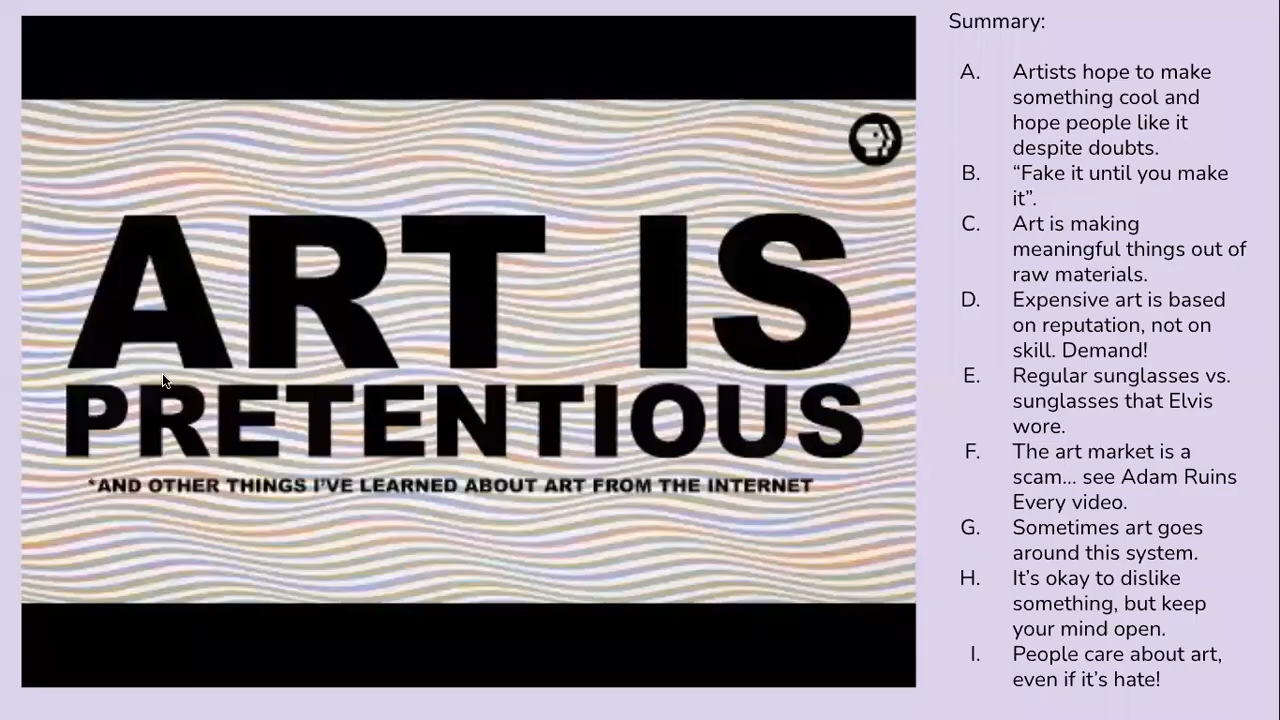 ART IS
PRETENTIOUS
*AND OTHER THINGS I'VE LEARNED ABOUT ART FROM THE INTERNET
Summary:
A. Artists hope to make
something cool and
hope people like it
despite doubts.
B. “Fake it until you make
it”.
C. Art is making
meaningful things out of
raw materials.
D. Expensive art is based
on reputation, not on
skill. Demand!
E. Regular sunglasses vs.
sunglasses that Elvis
wore.
F. The art market is a
scam... see Adam Ruins
Every video.
G. Sometimes art goes
around this system.
H. It’s okay to dislike
something, but keep
your mind open.
I. People care about art,
even if it’s hate!